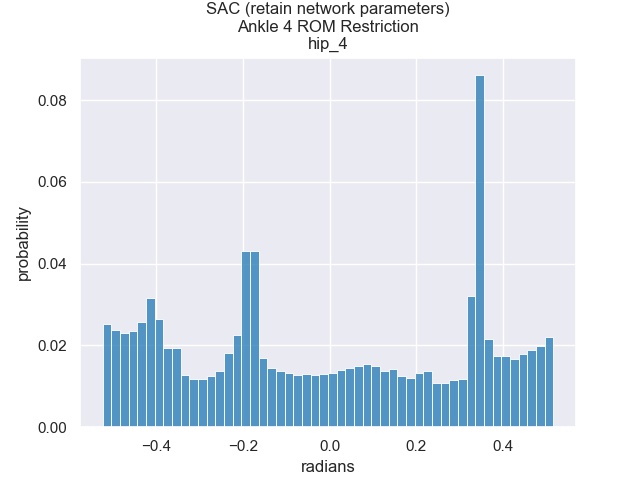 SAC (retain network parameters)
Ankle 4 ROM Restriction
hip_4
probability
0.08
0.06
0.04
0.02
0.00
−0.4
−0.2
0.0
0.2
0.4
radians